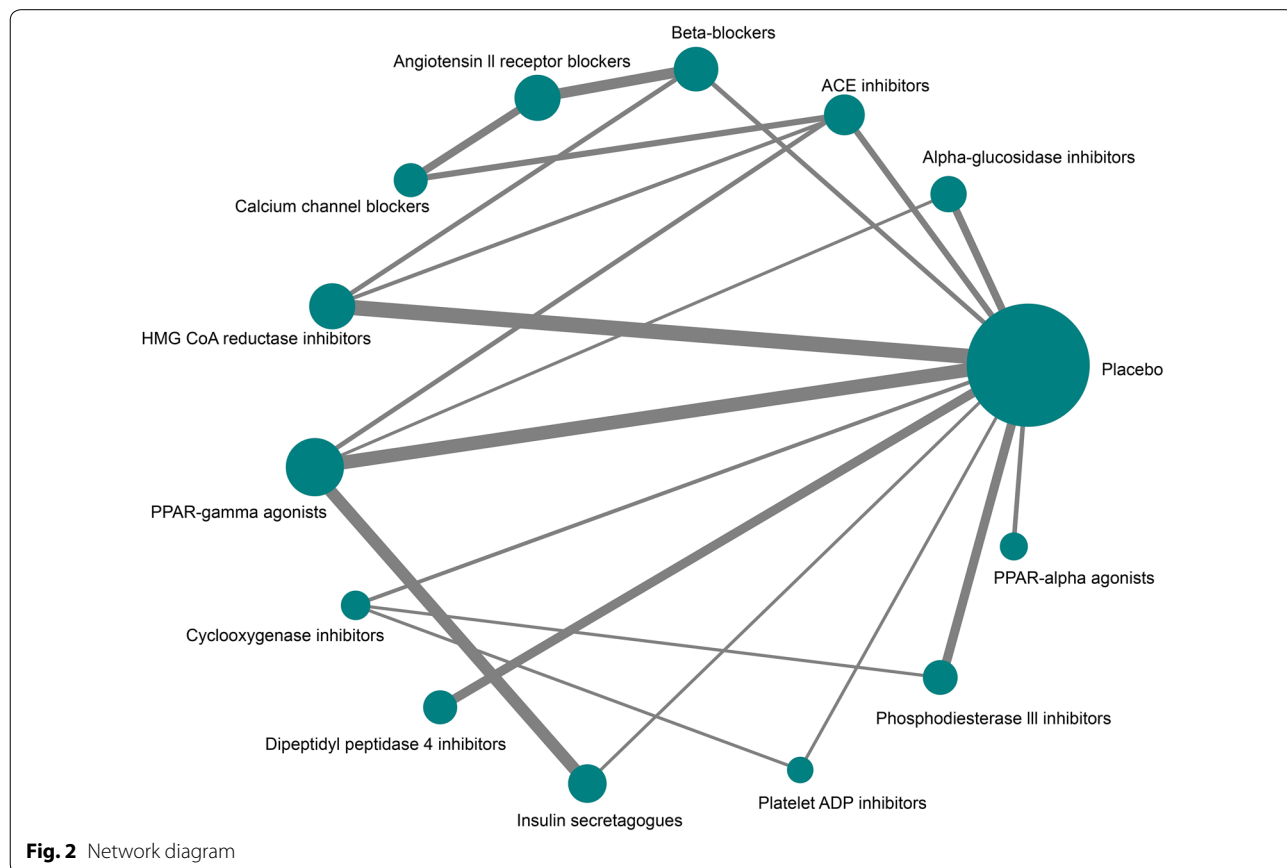 Beta-blockers
Angiotensin II receptor blockers
ACE inhibitors
Alpha-glucosidase inhibitors
Calcium channel blockers
HMG CoA reductase inhibitors
Placebo
PPAR-gamma agonists
PPAR-alpha agonists
Cyclooxygenase inhibitors
Phosphodiesterase III inhibitors
Dipeptidyl peptidase 4 inhibitors
Platelet ADP inhibitors
Insulin secretagogues
Fig. 2 Network diagram